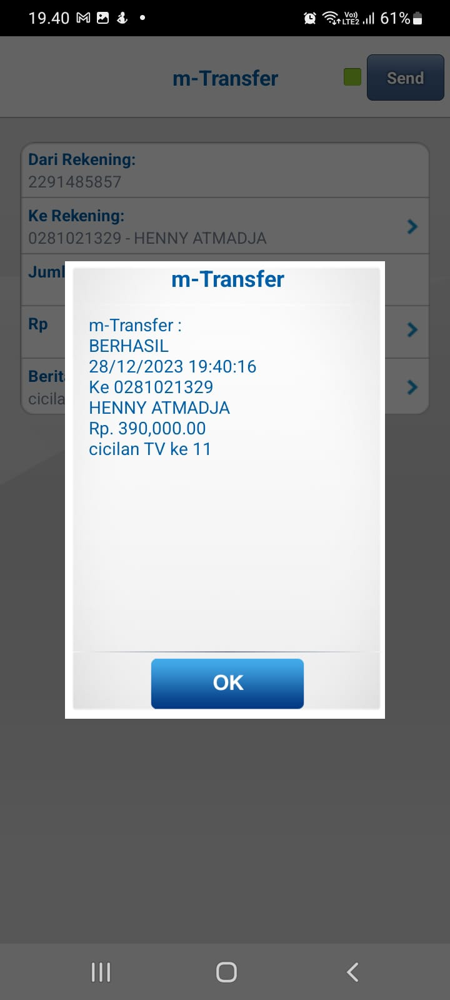 19.40
Vo)) LTE2 61%
m-Transfer
Send
Dari Rekening:
2291485857
Ke Rekening:
0281021329 - HENNY ATMADJA
Juml
Rp
Berit
cicila
m-Transfer
m-Transfer :
BERHASIL
28/12/2023 19:40:16
Ke 0281021329
HENNY ATMADJA
Rp. 390,000.00
cicilan TV ke 11
OK